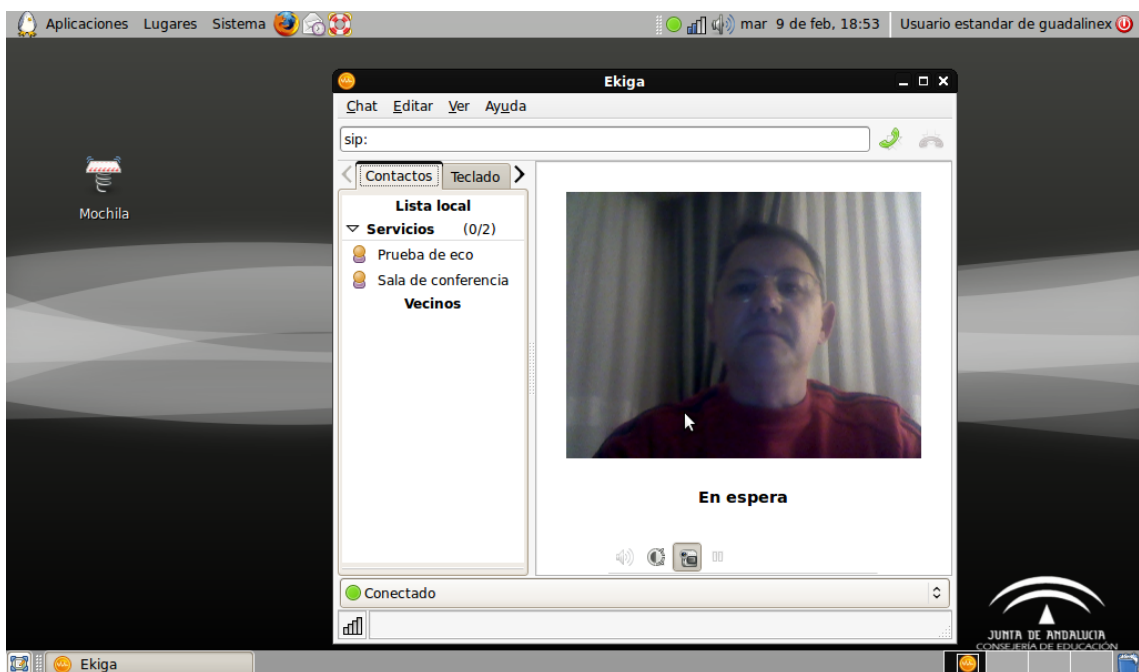 Aplicaciones Lugares Sistema mar 9 de feb, 18:53 Usuario estandar de guadalinex
Mochila
Ekiga
Chat Editar Ver Ayuda
sip:
Contactos Teclado
Lista local
Servicios (0/2)
Prueba de eco
Sala de conferencia
Vecinos
En espera
Conectado
JUNTA DE ANDALUCIA
CONSEJERÍA DE EDUCACIÓN
Ekiga